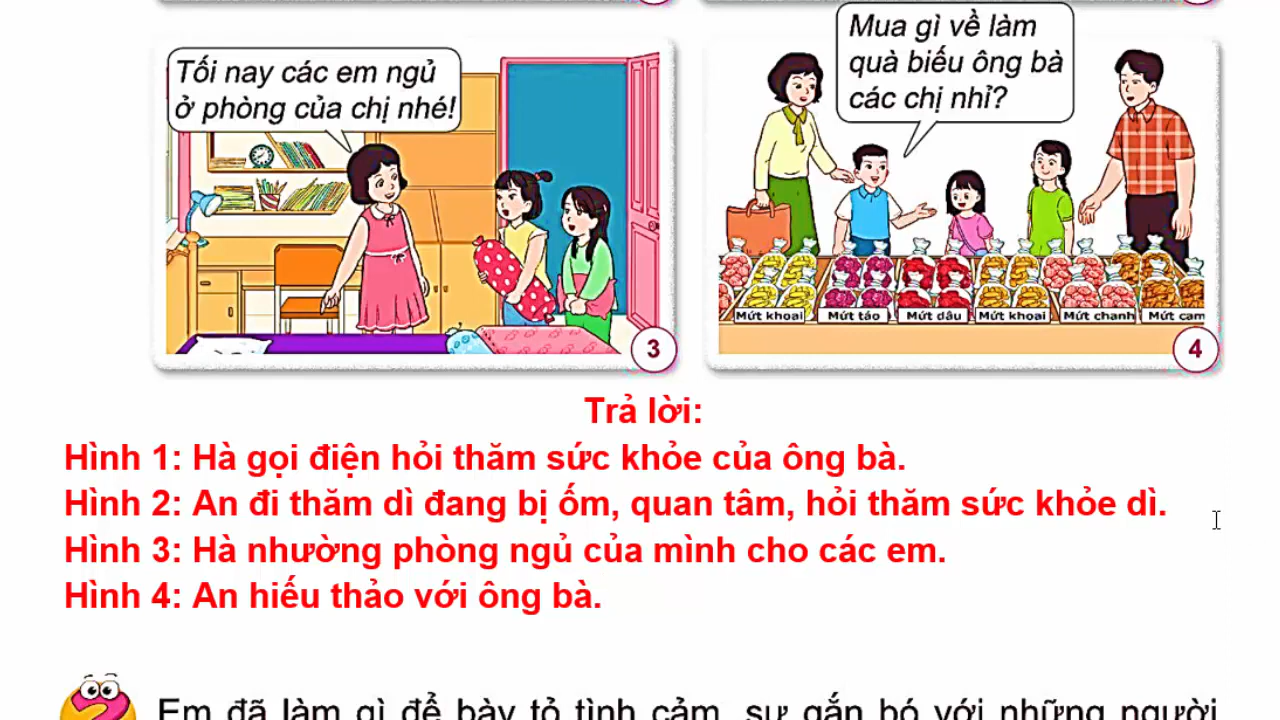 Tối nay các em ngủ
ở phòng của chị nhé!
3
Mua gì về làm
quà biếu ông bà
các chị nhỉ?
Mứt khoai
Mứt táo
Mứt dâu
Mứt khoai
Mứt chanh
Mứt cam
4
Trả lời:
Hình 1: Hà gọi điện hỏi thăm sức khỏe của ông bà.
Hình 2: An đi thăm dì đang bị ốm, quan tâm, hỏi thăm sức khỏe dì.
Hình 3: Hà nhường phòng ngủ của mình cho các em.
Hình 4: An hiếu thảo với ông bà.
Em đã làm gì để bày tỏ tình cảm, sự gắn bó với những người